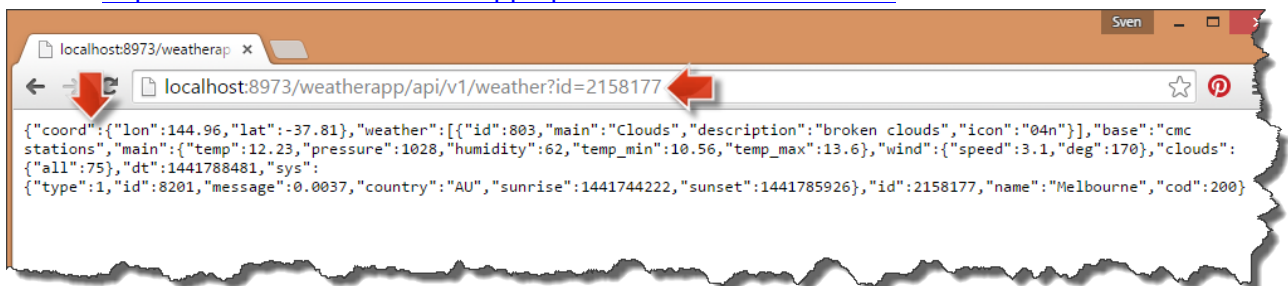 Sven
localhost:8973/weatherap
localhost:8973/weatherapp/api/v1/weather?id=2158177
{"coord":{"lon":144.96,"lat":-37.81},"weather":[{"id":803,"main":"Clouds","description":"broken clouds","icon":"04n"}],"base":"cmc
stations","main":{"temp":12.23,"pressure":1028,"humidity":62,"temp_min":10.56,"temp_max":13.6},"wind":{"speed":3.1,"deg":170},"clouds":
{"all":75},"dt":1441788481,"sys":
{"type":1,"id":8201,"message":0.0037,"country":"AU","sunrise":1441744222,"sunset":1441785926},"id":2158177,"name":"Melbourne","cod":200}